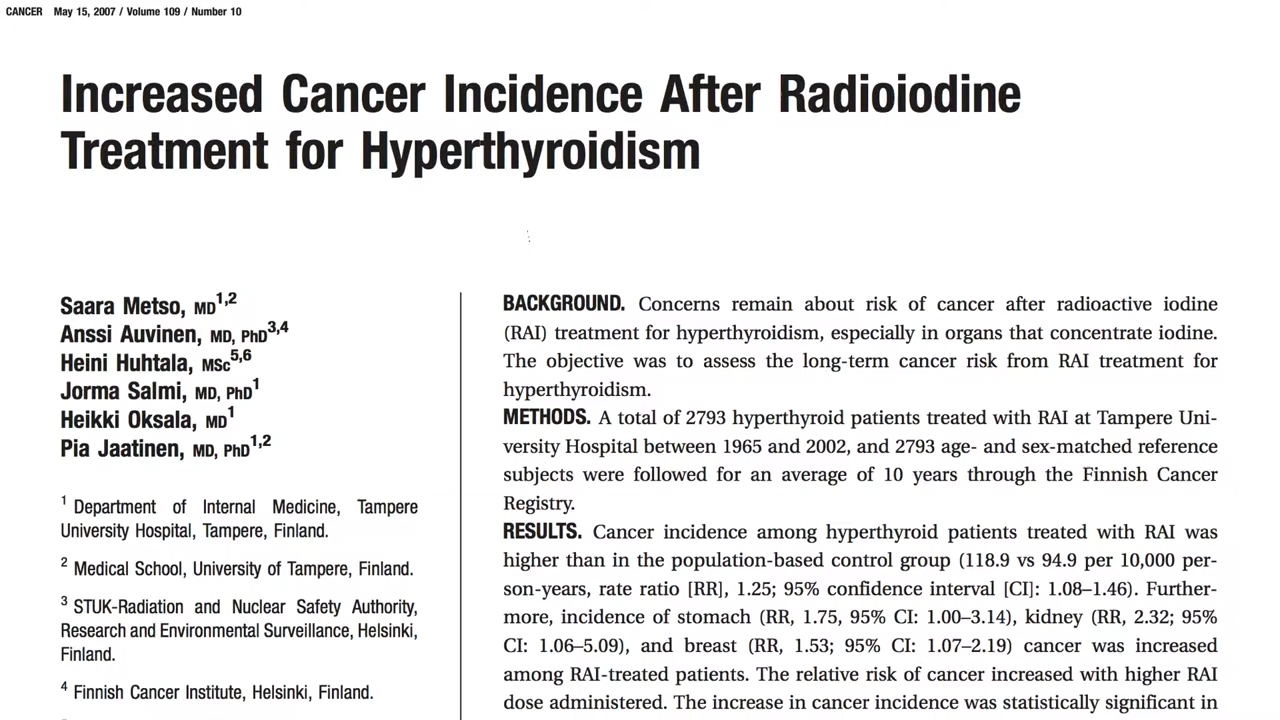 CANCER May 15, 2007 / Volume 109 / Number 10
Increased Cancer Incidence After Radioiodine
Treatment for Hyperthyroidism
Saara Metso, MD1,2
Anssi Auvinen, MD, PhD3,4
Heini Huhtala, MSc5,6
Jorma Salmi, MD, PhD1
Heikki Oksala, MD1
Pia Jaatinen, MD, PhD1,2
1 Department of Internal Medicine, Tampere
University Hospital, Tampere, Finland.
2 Medical School, University of Tampere, Finland.
3 STUK-Radiation and Nuclear Safety Authority,
Research and Environmental Surveillance, Helsinki,
Finland.
4 Finnish Cancer Institute, Helsinki, Finland.
BACKGROUND. Concerns remain about risk of cancer after radioactive iodine
(RAI) treatment for hyperthyroidism, especially in organs that concentrate iodine.
The objective was to assess the long-term cancer risk from RAI treatment for
hyperthyroidism.
METHODS. A total of 2793 hyperthyroid patients treated with RAI at Tampere Uni-
versity Hospital between 1965 and 2002, and 2793 age- and sex-matched reference
subjects were followed for an average of 10 years through the Finnish Cancer
Registry.
RESULTS. Cancer incidence among hyperthyroid patients treated with RAI was
higher than in the population-based control group (118.9 vs 94.9 per 10,000 per-
son-years, rate ratio [RR], 1.25; 95% confidence interval [CI]: 1.08–1.46). Further-
more, incidence of stomach (RR, 1.75, 95% CI: 1.00–3.14), kidney (RR, 2.32; 95%
CI: 1.06–5.09), and breast (RR, 1.53; 95% CI: 1.07–2.19) cancer was increased
among RAI-treated patients. The relative risk of cancer increased with higher RAI
dose administered. The increase in cancer incidence was statistically significant in